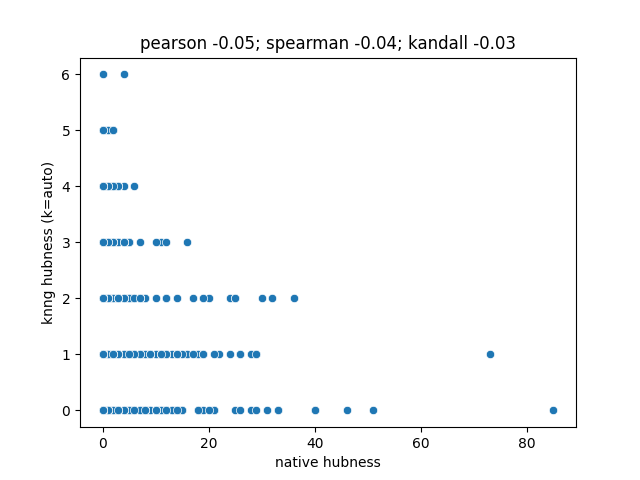 pearson -0.05; spearman -0.04; kandall -0.03
knng hubness (k=auto)
6
5
4
3
2
1
0
0 20 40 60 80
native hubness